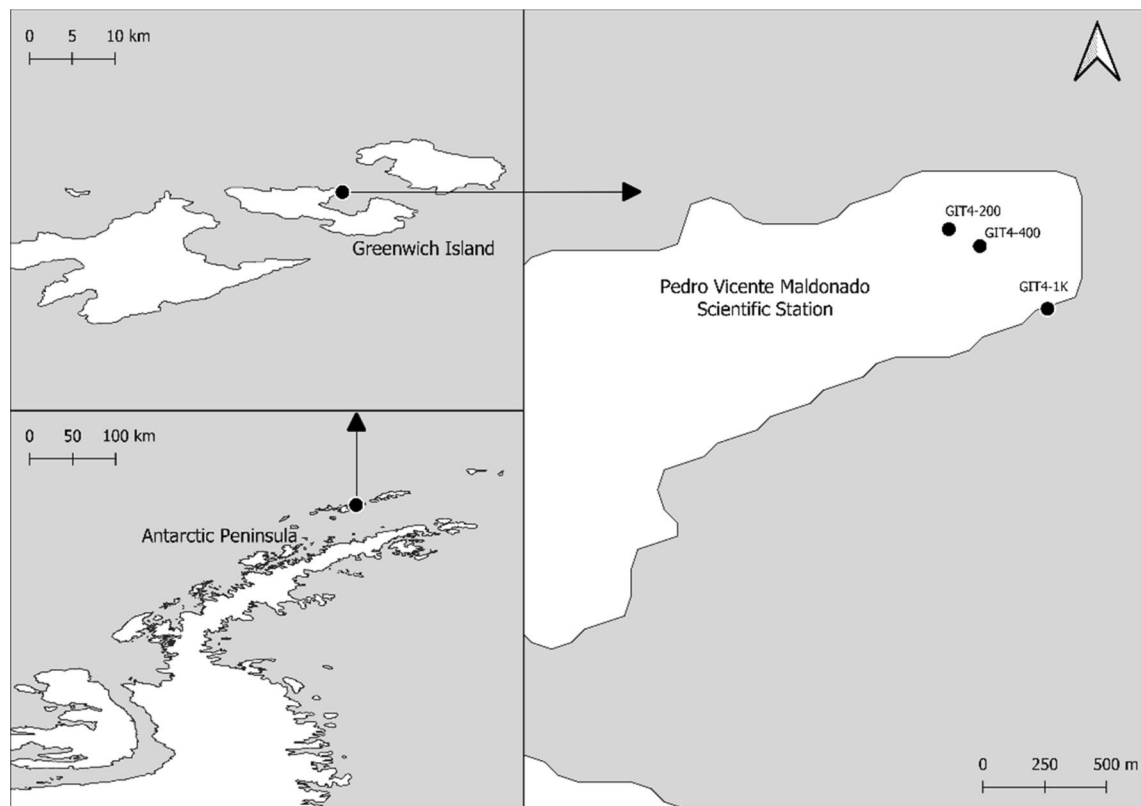 0 5 10 km
Greenwich Island
0 50 100 km
Antarctic Peninsula
GIT4-200
GIT4-400
GIT4-1K
Pedro Vicente Maldonado
Scientific Station
0 250 500 m